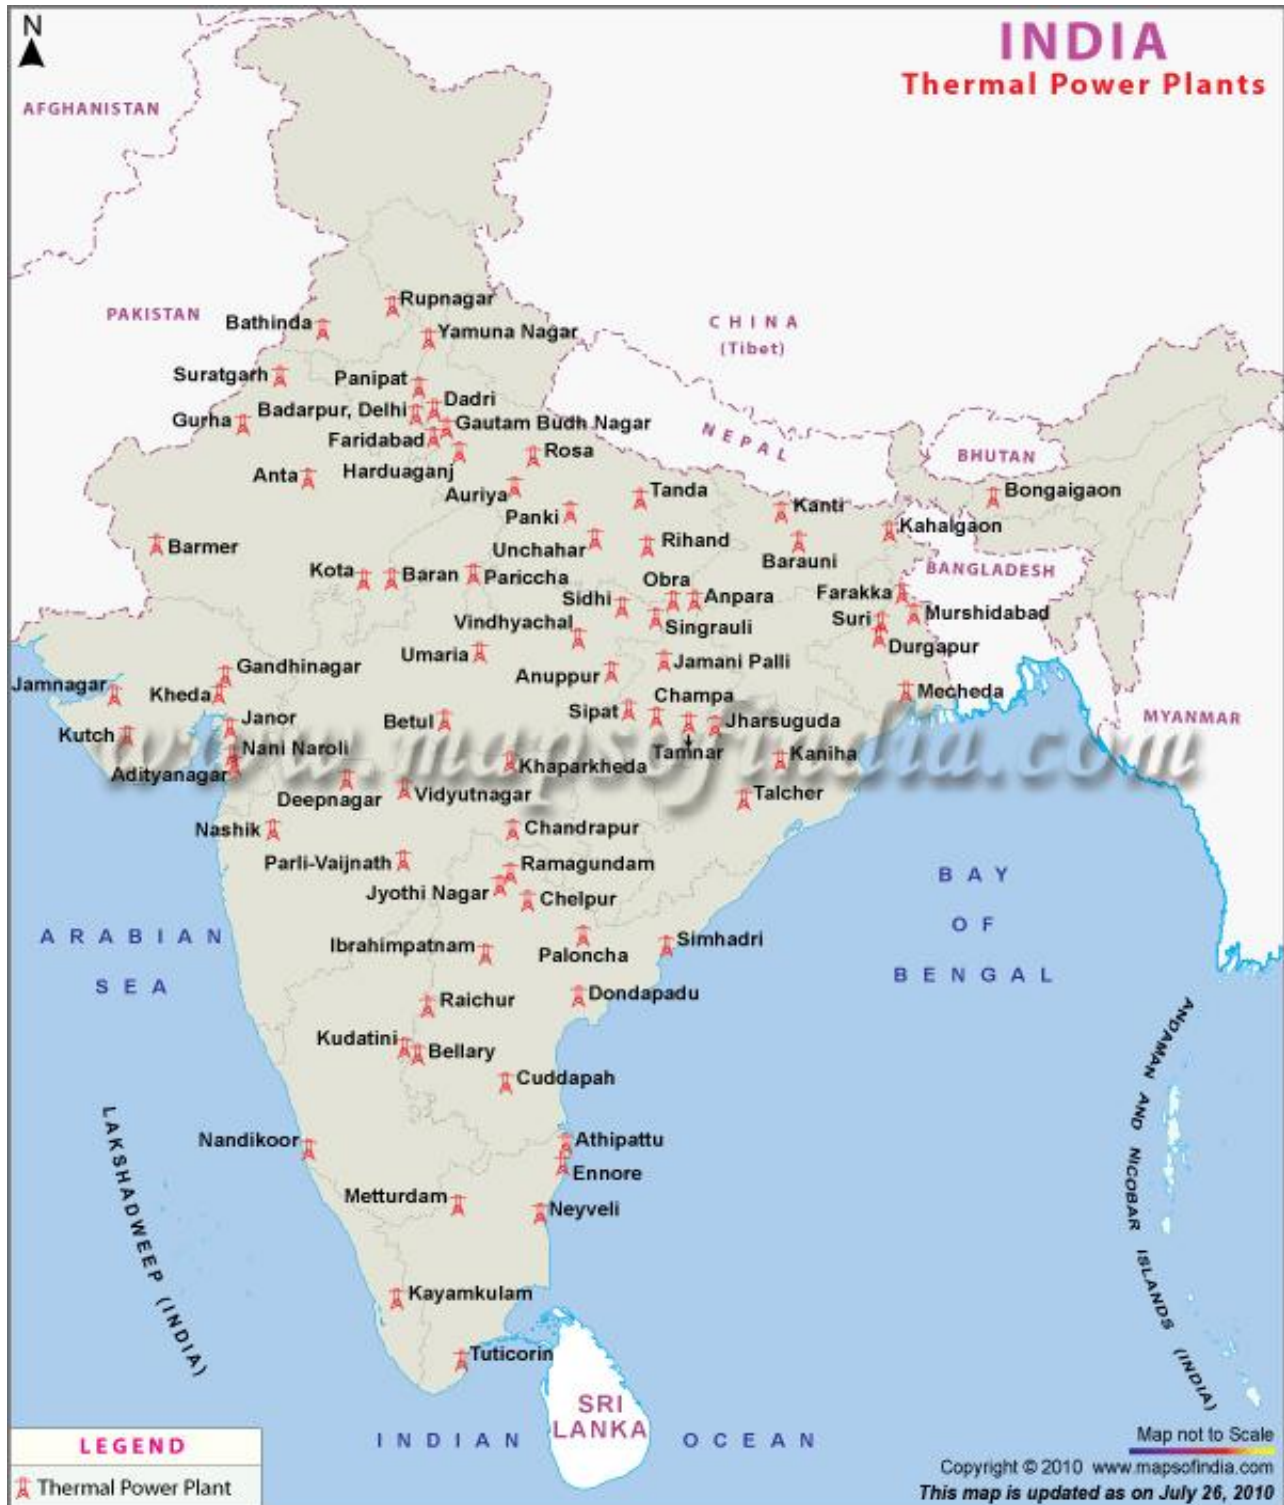 N
INDIA
Thermal Power Plants
AFGHANISTAN
PAKISTAN
CHINA
(Tibet)
NEPAL
BHUTAN
BANGLADESH
MYANMAR
Rupnagar
Bathinda
Yamuna Nagar
Suratgarh
Panipat
Dadri
Badarpur, Delhi
Gurha
Gautam Budh Nagar
Faridabad
Rosa
Harduaganj
Anta
Auriya
Tanda
Bongaigaon
Panki
Kanti
Kahalgaon
Barmer
Unchahar
Rihand
Barauni
Kota
Baran
Pariccha
Obra
Sidhi
Anpara
Farakka
Murshidabad
Suri
Vindhyachal
Singrauli
Durgapur
Umaria
Jamani Palli
Gandhinagar
Anuppur
Jamnagar
Kheda
Champa
Mecheda
Sipat
Janor
Betul
Jharsuguda
Kutch
Nani Naroli
Tamnar
Kaniha
www.mapsofindia.com
Khaparkheda
Adityanagar
Deepnagar
Vidyutnagar
Talcher
Nashik
Chandrapur
Parli-Vaijnath
Ramagundam
Jyothi Nagar
Chelpur
BAY
OF
BENGAL
ARABIAN
SEA
Ibrahimpatnam
Paloncha
Simhadri
Raichur
Dondapadu
Kudatini
Bellary
Cuddapah
Nandikoor
Athipattu
Ennore
Metturdam
Neyveli
Kayamkulam
Tuticorin
LAKSHADWEEP (INDIA)
ANDAMAN AND NICOBAR ISLANDS (INDIA)
SRI
LANKA
INDIAN OCEAN
LEGEND
Thermal Power Plant
Map not to Scale
Copyright © 2010 www.mapsofindia.com
This map is updated as on July 26, 2010